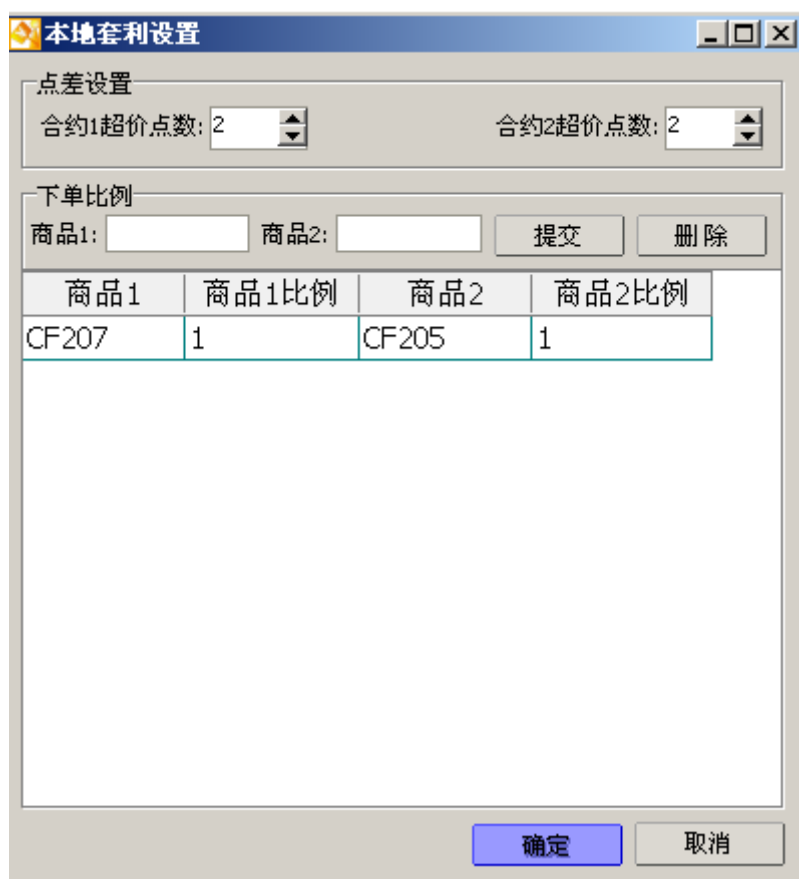 本地套利设置
点差设置
合约1超价点数: 2 合约2超价点数: 2
下单比例
商品1: 商品2: 提交 删除
商品1 商品1比例 商品2 商品2比例
CF207 1 CF205 1
确定 取消